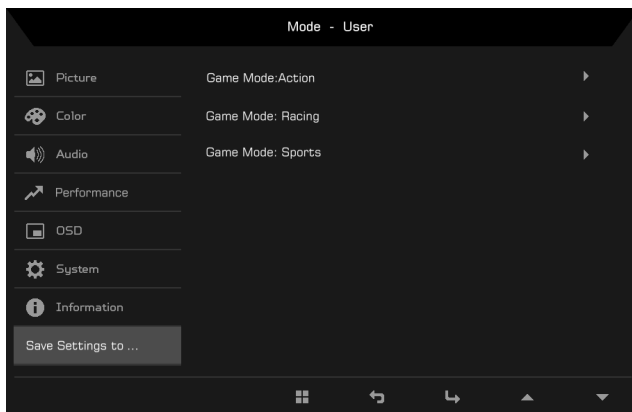 Mode - User
Picture
Game Mode:Action
Color
Game Mode: Racing
Audio
Game Mode: Sports
Performance
OSD
System
Information
Save Settings to ...